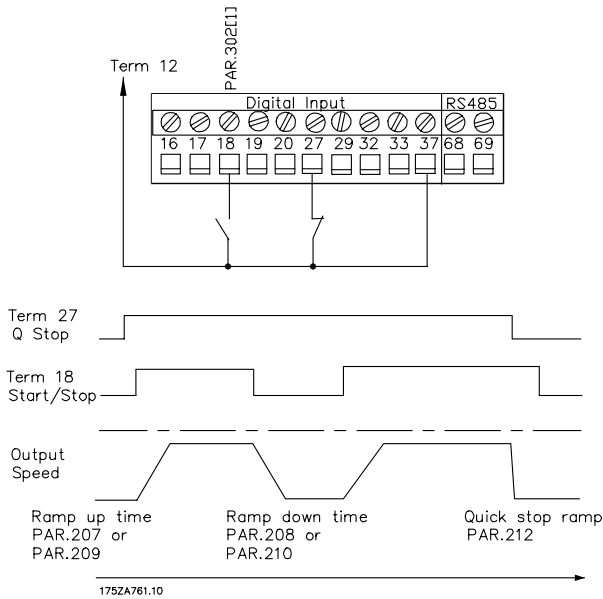 PAR.302[1]
Term 12
Digital Input RS485
16 17 18 19 20 27 29 32 33 37 68 69
Term 27
Q Stop
Term 18
Start/Stop
Output
Speed
Ramp up time
PAR.207 or
PAR.209
Ramp down time
PAR.208 or
PAR.210
Quick stop ramp
PAR.212
175ZA761.10